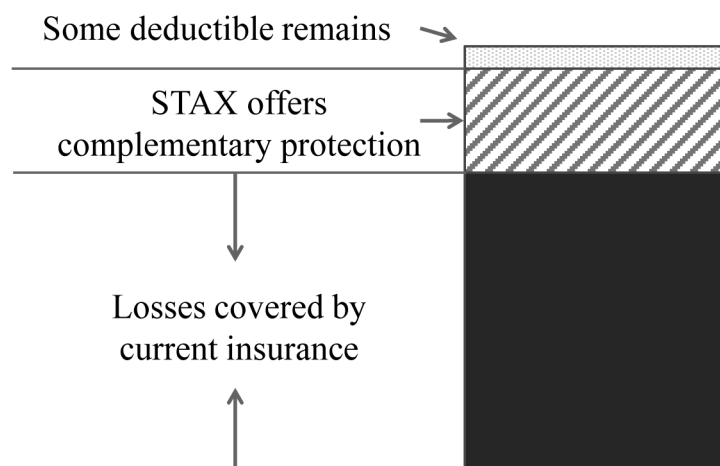 Some deductible remains
STAX offers
complementary protection
Losses covered by
current insurance